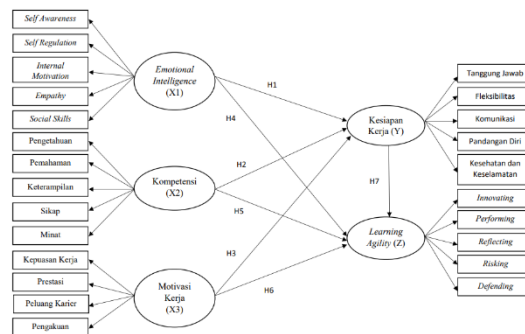 Self Awareness
Self Regulation
Internal
Motivation
Empathy
Social Skills
Pengetahuan
Pemahaman
Keterampilan
Sikap
Minat
Kepuasan Kerja
Prestasi
Peluang Karier
Pengakuan
Emotional
Intelligence
(X1)
Kompetensi
(X2)
Motivasi
Kerja
(X3)
H1
H4
H2
H5
H3
H6
H7
Kesiapan
Kerja (Y)
Learning
Agility (Z)
Tanggung Jawab
Fleksibilitas
Komunikasi
Pandangan Diri
Kesehatan dan
Keselamatan
Innovating
Performing
Reflecting
Risking
Defending